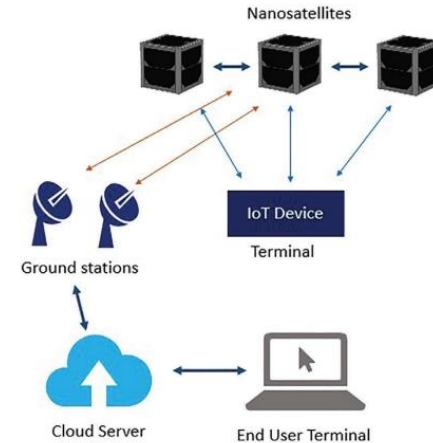 Nanosatellites
IoT Device
Terminal
Ground stations
Cloud Server
End User Terminal